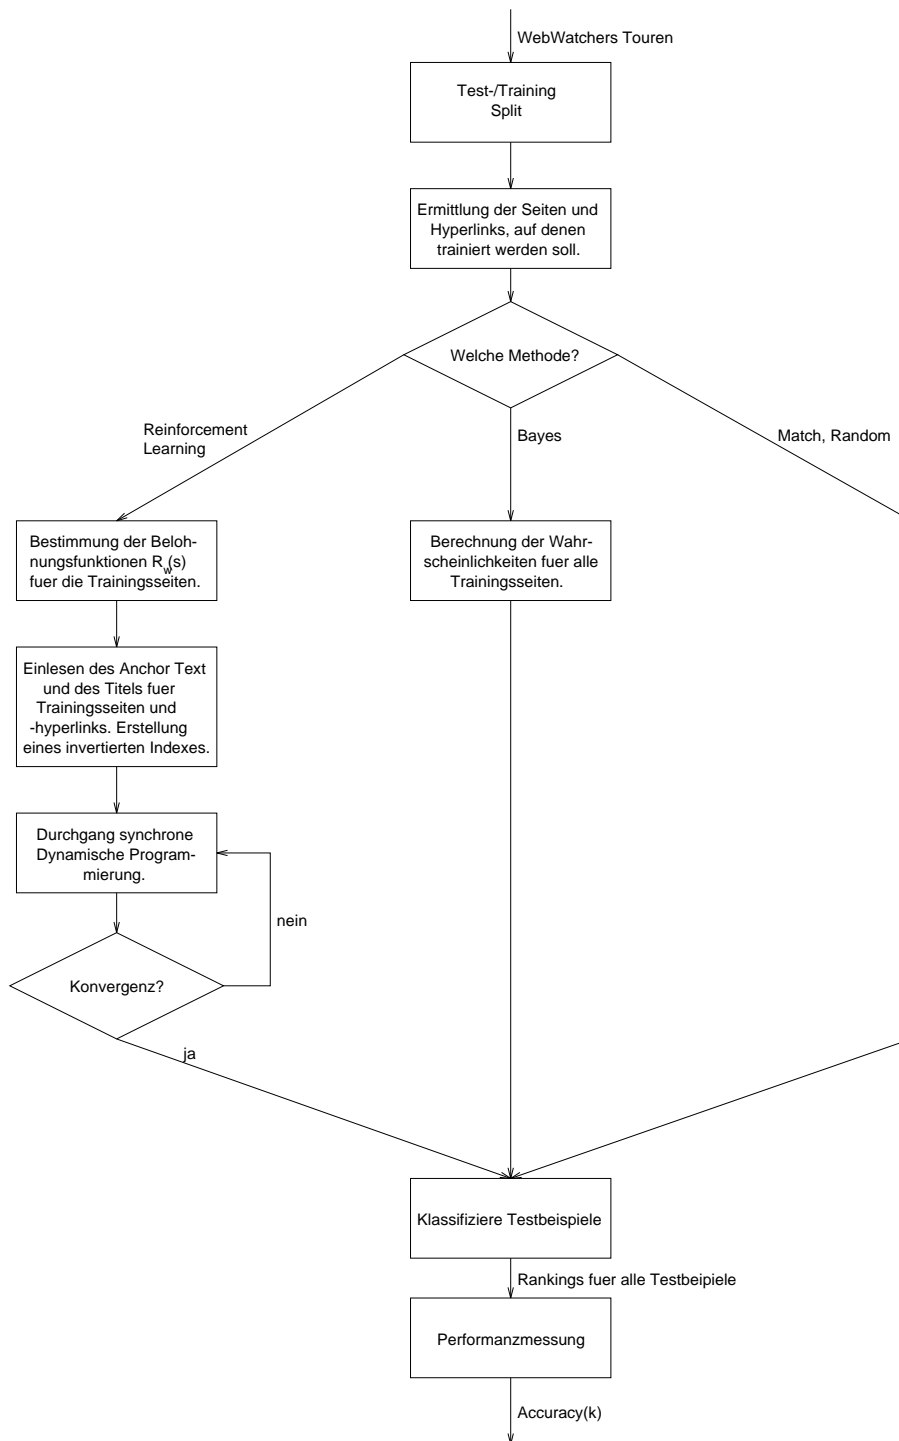 WebWatchers Touren
Test-/Training
Split
Ermittlung der Seiten und
Hyperlinks, auf denen
trainiert werden soll.
Welche Methode?
Reinforcement
Learning
Bayes
Match, Random
Bestimmung der Beloh-
nungsfunktionen R_w(s)
fuer die Trainingsseiten.
Berechnung der Wahr-
scheinlichkeiten fuer alle
Trainingsseiten.
Einlesen des Anchor Text
und des Titels fuer
Trainingsseiten und
-hyperlinks. Erstellung
eines invertierten Indexes.
Durchgang synchrone
Dynamische Program-
mierung.
nein
Konvergenz?
ja
Klassifiziere Testbeispiele
Rankings fuer alle Testbeipiele
Performanzmessung
Accuracy(k)